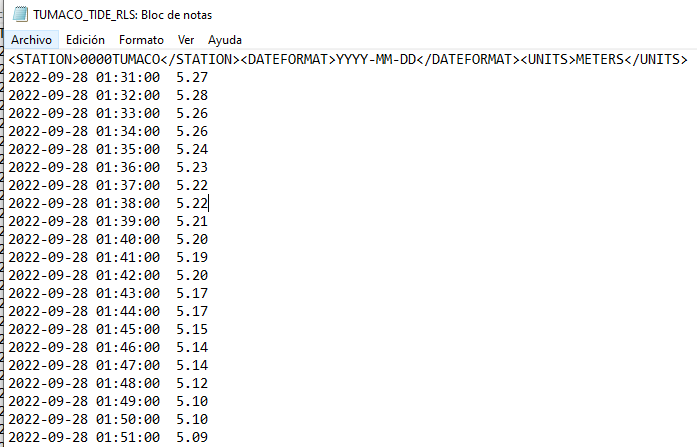 TUMACO_TIDE_RLS: Bloc de notas
Archivo Edición Formato Ver Ayuda
<STATION>0000TUMACO</STATION><DATEFORMAT>YYYY-MM-DD</DATEFORMAT><UNITS>METERS</UNITS>
2022-09-28 01:31:00  5.27
2022-09-28 01:32:00  5.28
2022-09-28 01:33:00  5.26
2022-09-28 01:34:00  5.26
2022-09-28 01:35:00  5.24
2022-09-28 01:36:00  5.23
2022-09-28 01:37:00  5.22
2022-09-28 01:38:00  5.22
2022-09-28 01:39:00  5.21
2022-09-28 01:40:00  5.20
2022-09-28 01:41:00  5.19
2022-09-28 01:42:00  5.20
2022-09-28 01:43:00  5.17
2022-09-28 01:44:00  5.17
2022-09-28 01:45:00  5.15
2022-09-28 01:46:00  5.14
2022-09-28 01:47:00  5.14
2022-09-28 01:48:00  5.12
2022-09-28 01:49:00  5.10
2022-09-28 01:50:00  5.10
2022-09-28 01:51:00  5.09